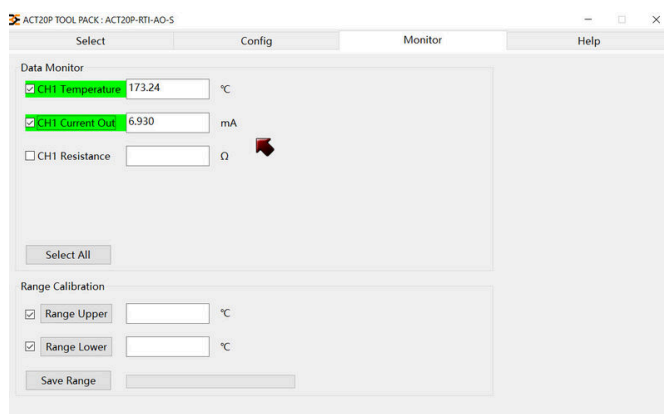 ACT20P TOOL PACK : ACT20P-RTI-AO-S
Select Config Monitor Help
Data Monitor
CH1 Temperature 173.24 °C
CH1 Current Out 6.930 mA
CH1 Resistance Ω
Select All
Range Calibration
Range Upper °C
Range Lower °C
Save Range